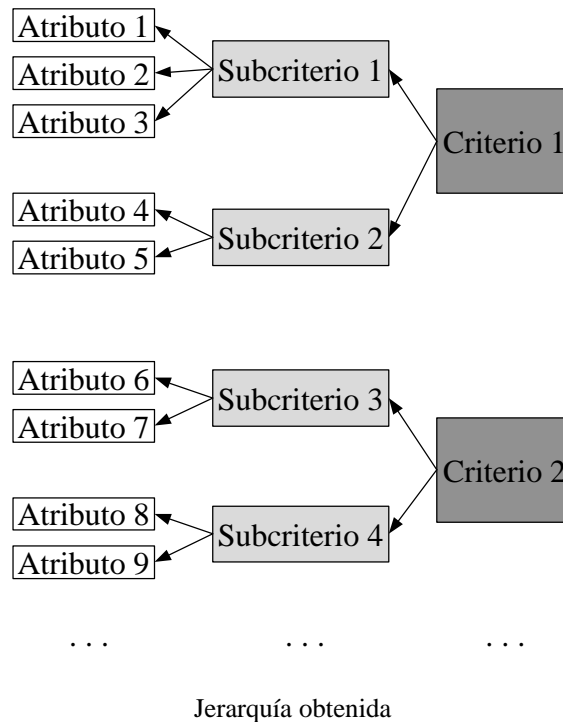 Atributo 1
Atributo 2
Atributo 3
Subcriterio 1
Criterio 1
Atributo 4
Atributo 5
Subcriterio 2
Atributo 6
Atributo 7
Subcriterio 3
Criterio 2
Atributo 8
Atributo 9
Subcriterio 4
. . .
. . .
. . .
Jerarquía obtenida